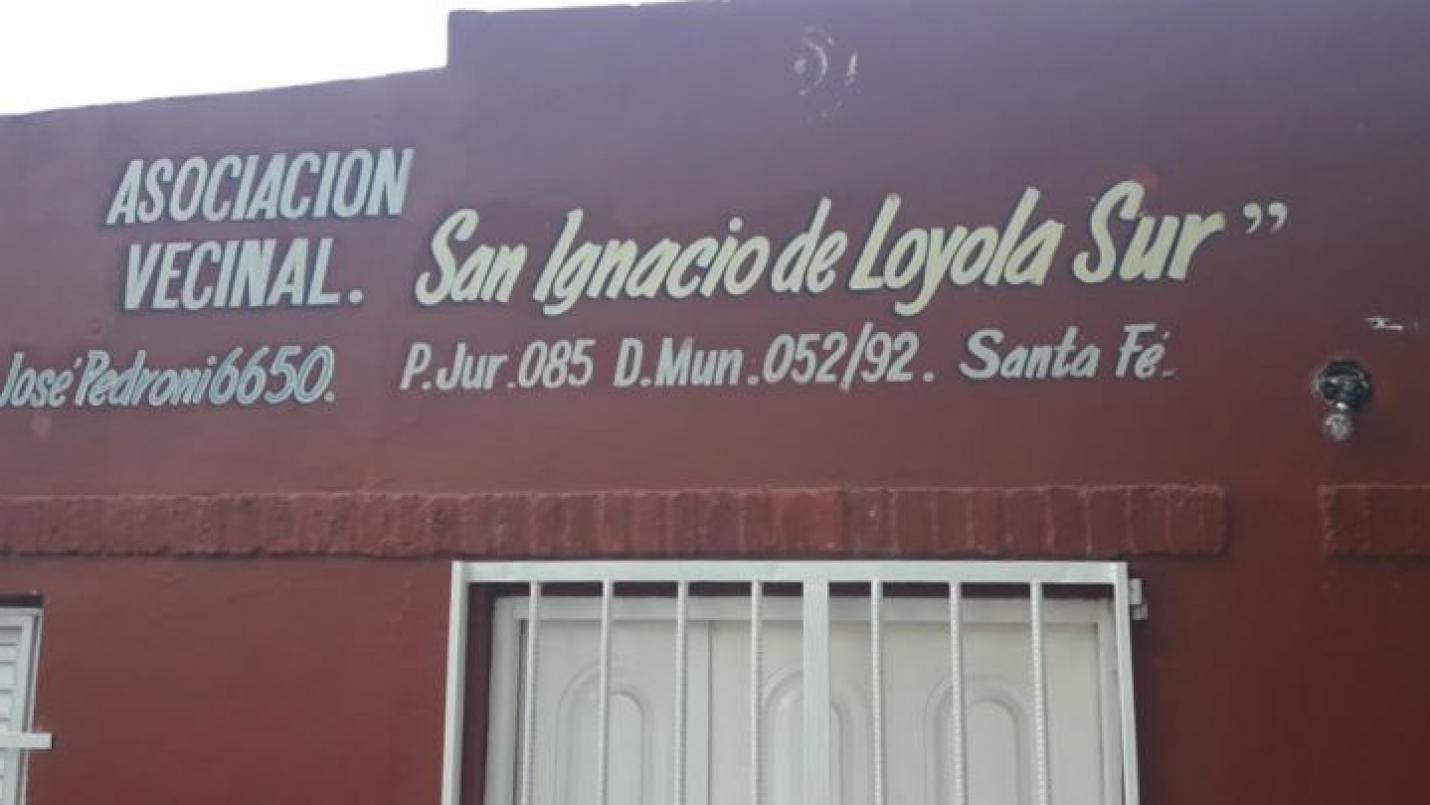 ASOCIACION
VECINAL.
San Ignacio de Loyola Sur”
José Pedroni 6650.
P.Jur.085 D.Mun.052/92. Santa Fé.